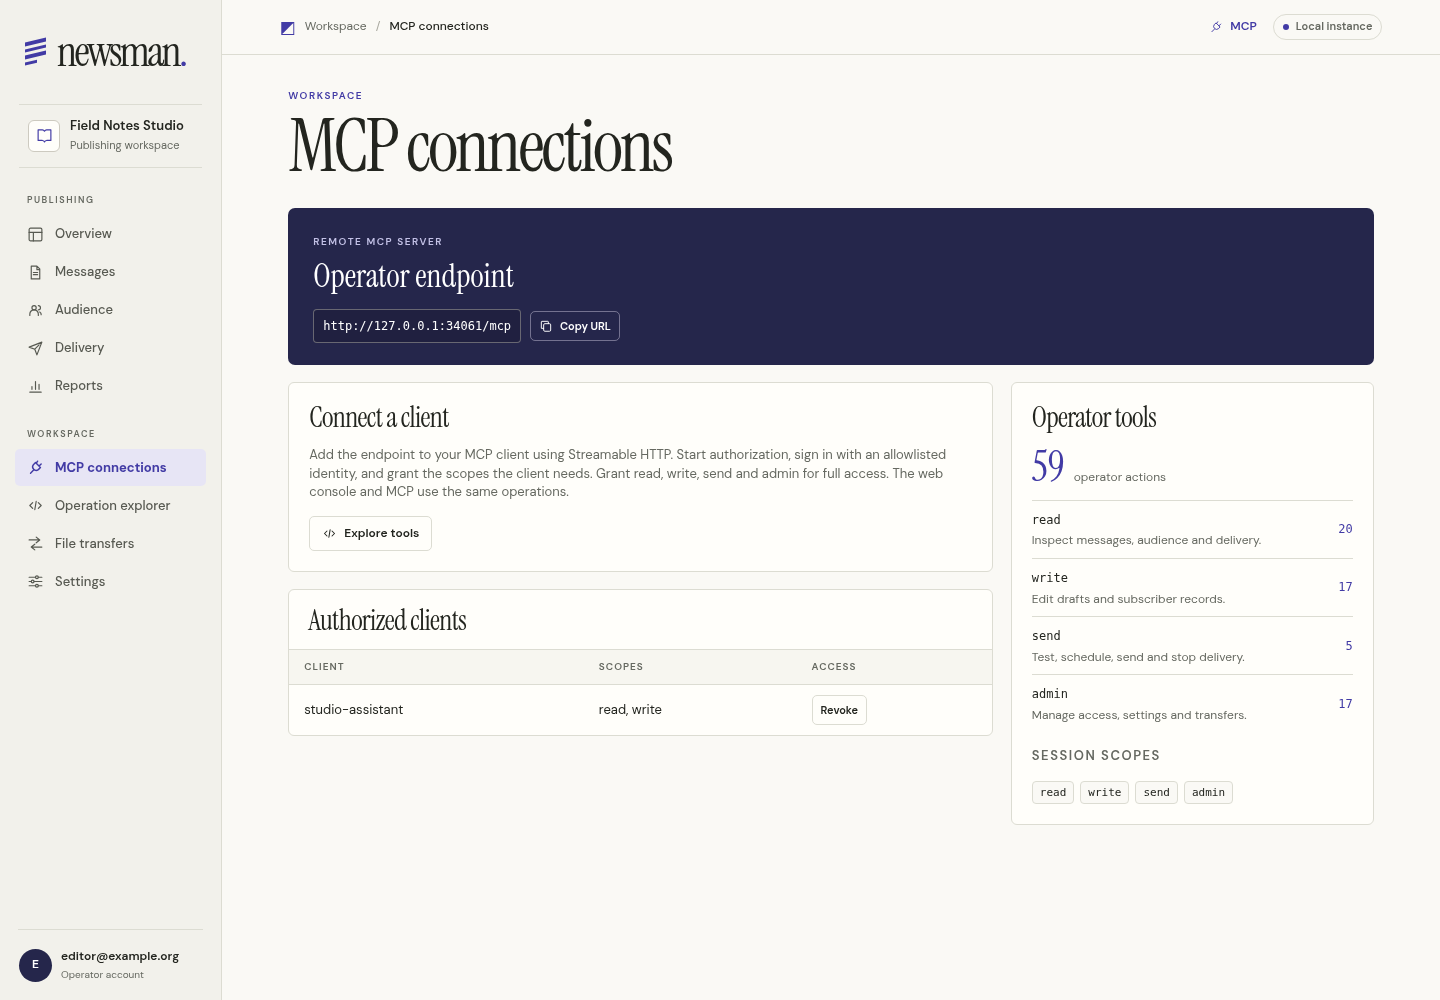 newsman.
Field Notes Studio
Publishing workspace
PUBLISHING
Overview
Messages
Audience
Delivery
Reports
WORKSPACE
MCP connections
Operation explorer
File transfers
Settings
E
editor@example.org
Operator account
Workspace / MCP connections
MCP
Local instance
WORKSPACE
MCP connections
REMOTE MCP SERVER
Operator endpoint
http://127.0.0.1:34061/mcp
Copy URL
Connect a client
Add the endpoint to your MCP client using Streamable HTTP. Start authorization, sign in with an allowlisted
identity, and grant the scopes the client needs. Grant read, write, send and admin for full access. The web
console and MCP use the same operations.
Explore tools
Authorized clients
CLIENT SCOPES ACCESS
studio-assistant read, write Revoke
Operator tools
59 operator actions
read
Inspect messages, audience and delivery.
20
write
Edit drafts and subscriber records.
17
send
Test, schedule, send and stop delivery.
5
admin
Manage access, settings and transfers.
17
SESSION SCOPES
read write send admin